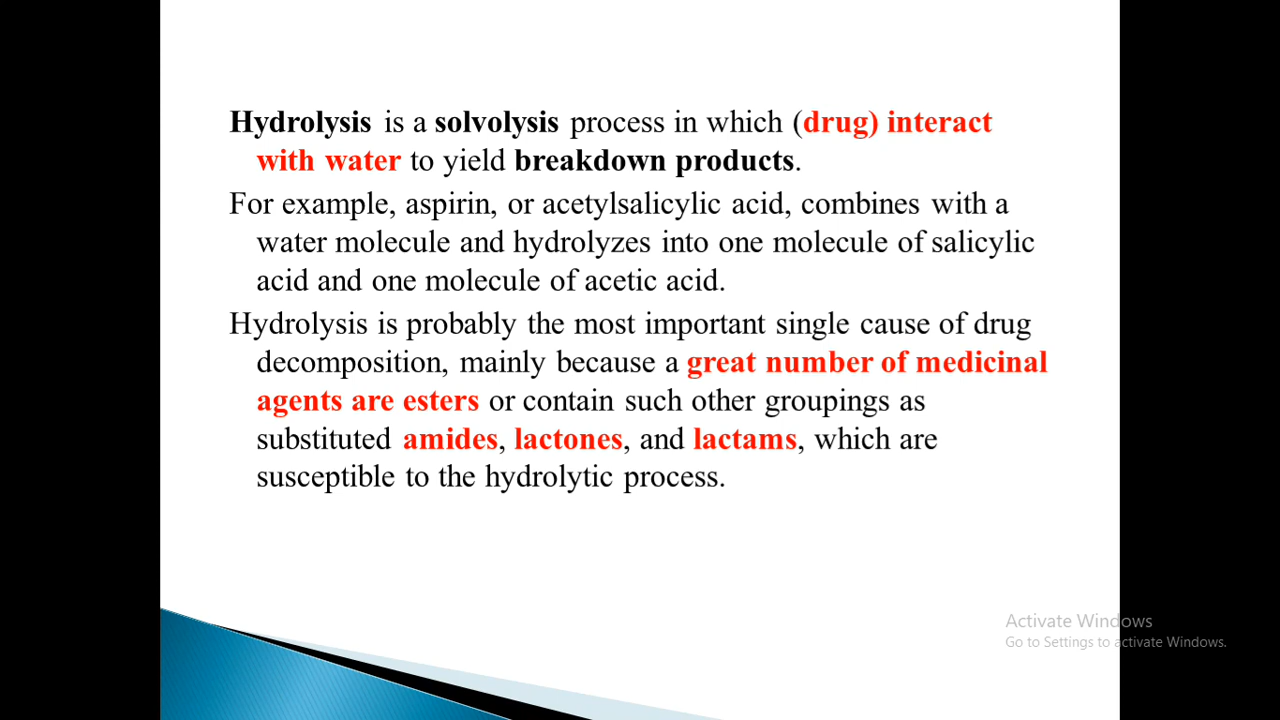 Hydrolysis is a solvolysis process in which (drug) interact
with water to yield breakdown products.
For example, aspirin, or acetylsalicylic acid, combines with a
water molecule and hydrolyzes into one molecule of salicylic
acid and one molecule of acetic acid.
Hydrolysis is probably the most important single cause of drug
decomposition, mainly because a great number of medicinal
agents are esters or contain such other groupings as
substituted amides, lactones, and lactams, which are
susceptible to the hydrolytic process.
Activate Windows
Go to Settings to activate Windows.